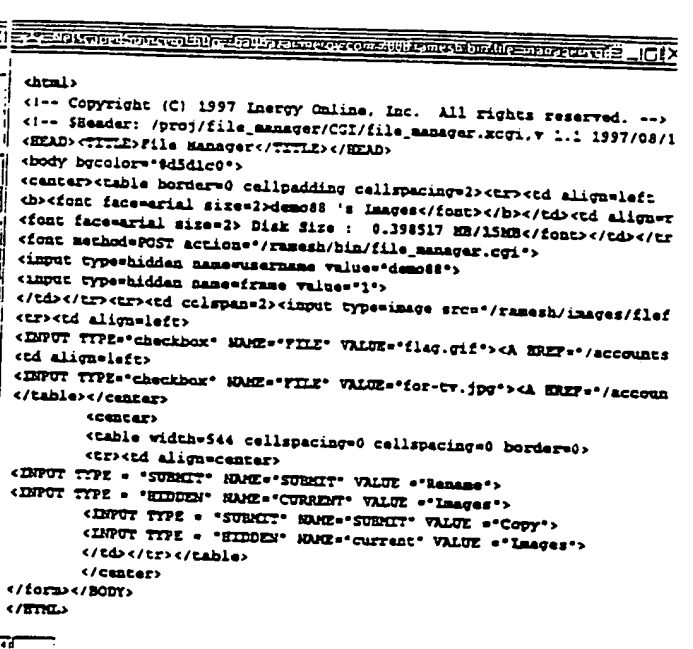 <html>
<!-- Copyright (C) 1997 Inergy Online, Inc. All rights reserved. -->
<!-- $Header: /proj/file_manager/CGI/file_manager.xcgi,v 1.1 1997/08/1
<HEAD><TITLE>File Manager</TITLE></HEAD>
<body bgcolor="#d5d1c0">
<center><table border=0 cellpadding cellspacing=2><tr><td align=left
<b><font face=arial size=2>demo88 's Images</font></b></td><td align=r
<font face=arial size=2> Disk Size : 0.398517 MB/15MB</font></td></tr
<font method=POST action="/ramesh/bin/file_manager.cgi">
<input type=hidden name=username value="demo88">
<input type=hidden name=frame value="1">
</td></tr><tr><td colspan=2><input type=image src="/ramesh/images/flef
<tr><td align=left>
<INPUT TYPE="checkbox" NAME="FILE" VALUE="flag.gif"><A HREF="/accounts
<td align=left>
<INPUT TYPE="checkbox" NAME="FILE" VALUE="for-tv.jpg"><A HREF="/accoun
</table></center>
<center>
<table width=544 cellspacing=0 cellspacing=0 border=0>
<tr><td align=center>
<INPUT TYPE = "SUBMIT" NAME="SUBMIT" VALUE ="Rename">
<INPUT TYPE = "HIDDEN" NAME="CURRENT" VALUE ="Images">
<INPUT TYPE = "SUBMIT" NAME="SUBMIT" VALUE ="Copy">
<INPUT TYPE = "HIDDEN" NAME="current" VALUE ="Images">
</td></tr></table>
</center>
</form></BODY>
</HTML>